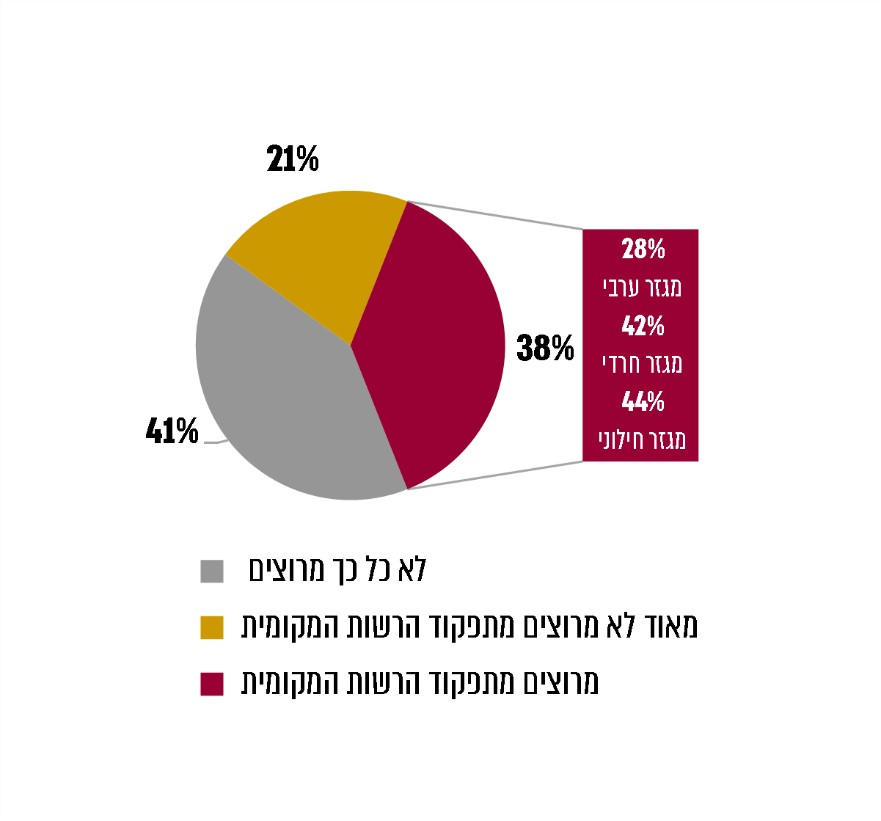 21%
28%
מגזר ערבי
42%
מגזר חרדי
44%
מגזר חילוני
38%
41%
לא כל כך מרוצים
מאוד לא מרוצים מתפקוד הרשות המקומית
מרוצים מתפקוד הרשות המקומית